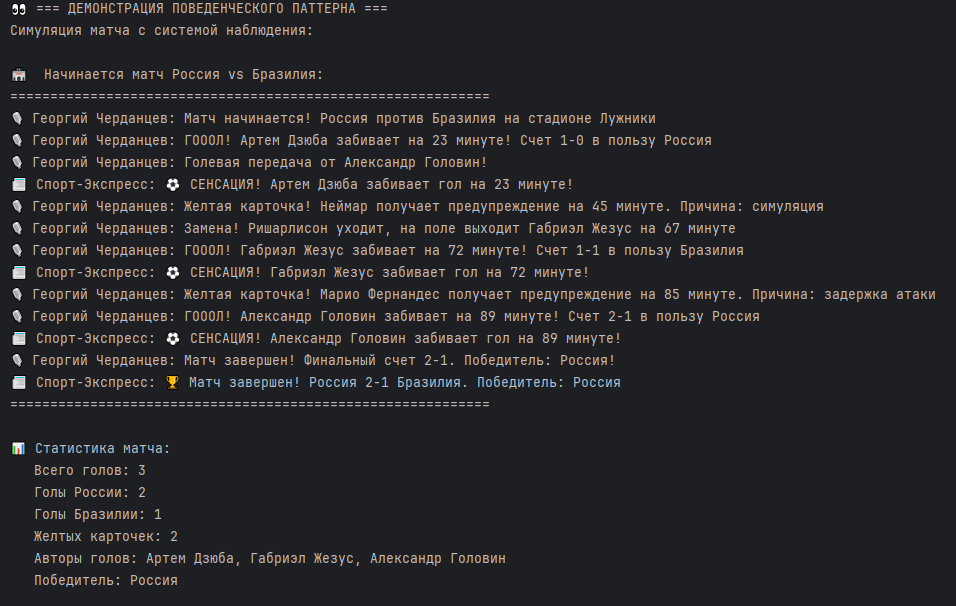 👀 === ДЕМОНСТРАЦИЯ ПОВЕДЕНЧЕСКОГО ПАТТЕРНА ===
Симуляция матча с системой наблюдения:
🏟 Начинается матч Россия vs Бразилия:
============================================================
🎙 Георгий Черданцев: Матч начинается! Россия против Бразилия на стадионе Лужники
🎙 Георгий Черданцев: ГОООЛ! Артем Дзюба забивает на 23 минуте! Счет 1-0 в пользу Россия
🎙 Георгий Черданцев: Голевая передача от Александр Головин!
📰 Спорт-Экспресс: ⚽ СЕНСАЦИЯ! Артем Дзюба забивает гол на 23 минуте!
🎙 Георгий Черданцев: Желтая карточка! Неймар получает предупреждение на 45 минуте. Причина: симуляция
🎙 Георгий Черданцев: Замена! Ришарлисон уходит, на поле выходит Габриэл Жезус на 67 минуте
🎙 Георгий Черданцев: ГОООЛ! Габриэл Жезус забивает на 72 минуте! Счет 1-1 в пользу Бразилия
📰 Спорт-Экспресс: ⚽ СЕНСАЦИЯ! Габриэл Жезус забивает гол на 72 минуте!
🎙 Георгий Черданцев: Желтая карточка! Марио Фернандес получает предупреждение на 85 минуте. Причина: задержка атаки
🎙 Георгий Черданцев: ГОООЛ! Александр Головин забивает на 89 минуте! Счет 2-1 в пользу Россия
📰 Спорт-Экспресс: ⚽ СЕНСАЦИЯ! Александр Головин забивает гол на 89 минуте!
🎙 Георгий Черданцев: Матч завершен! Финальный счет 2-1. Победитель: Россия!
📰 Спорт-Экспресс: 🏆 Матч завершен! Россия 2-1 Бразилия. Победитель: Россия
============================================================
📊 Статистика матча:
Всего голов: 3
Голы России: 2
Голы Бразилии: 1
Желтых карточек: 2
Авторы голов: Артем Дзюба, Габриэл Жезус, Александр Головин
Победитель: Россия